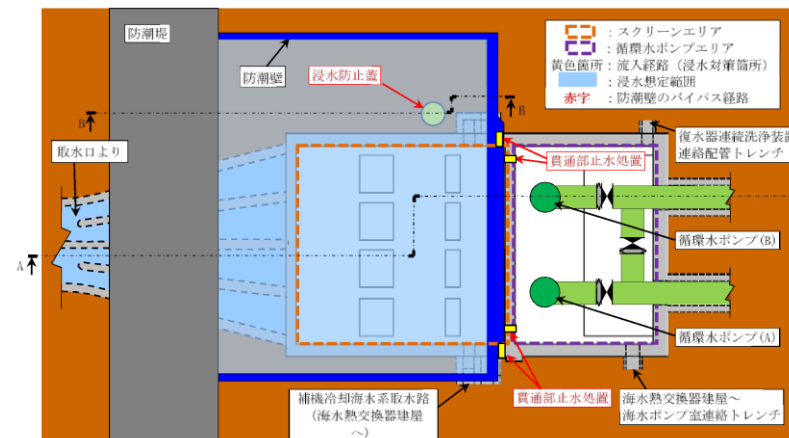 防潮堤
防潮壁
浸水防止蓋
：スクリーンエリア
：循環水ポンプエリア
黄色箇所：流入経路（浸水対策箇所）
：浸水想定範囲
赤字：防潮壁のバイパス経路
B
B
取水口より
A
貫通部止水処置
復水器連続洗浄装置
連絡配管トレンチ
循環水ポンプ(B)
循環水ポンプ(A)
補機冷却海水系取水路
（海水熱交換器建屋
へ）
貫通部止水処置
海水熱交換器建屋～
海水ポンプ室連絡トレンチ